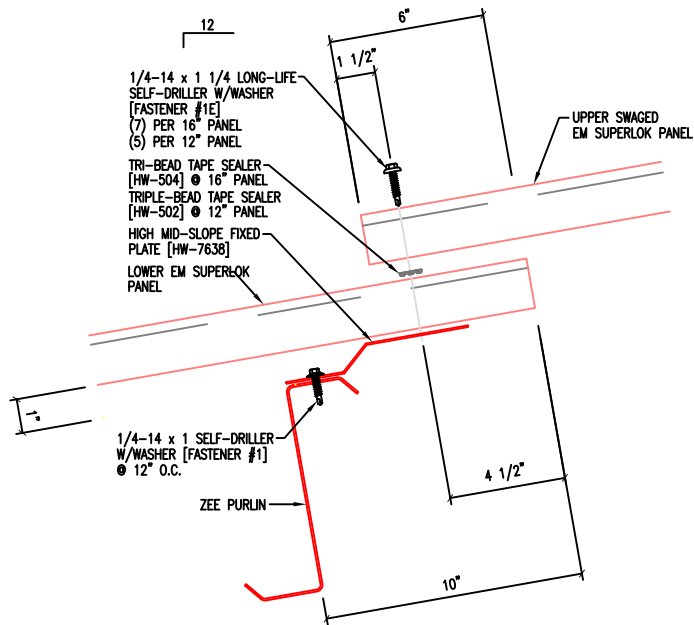 12
6"
1 1/2"
1/4-14 x 1 1/4 LONG-LIFE
SELF-DRILLER W/WASHER
[FASTENER #1E]
(7) PER 16" PANEL
(5) PER 12" PANEL
UPPER SWAGED
EM SUPERLOK PANEL
TRI-BEAD TAPE SEALER
[HW-504] @ 16" PANEL
TRIPLE-BEAD TAPE SEALER
[HW-502] @ 12" PANEL
HIGH MID-SLOPE FIXED
PLATE [HW-7638]
LOWER EM SUPERLOK
PANEL
1"
1/4-14 x 1 SELF-DRILLER
W/WASHER [FASTENER #1]
@ 12" O.C.
4 1/2"
ZEE PURLIN
10"